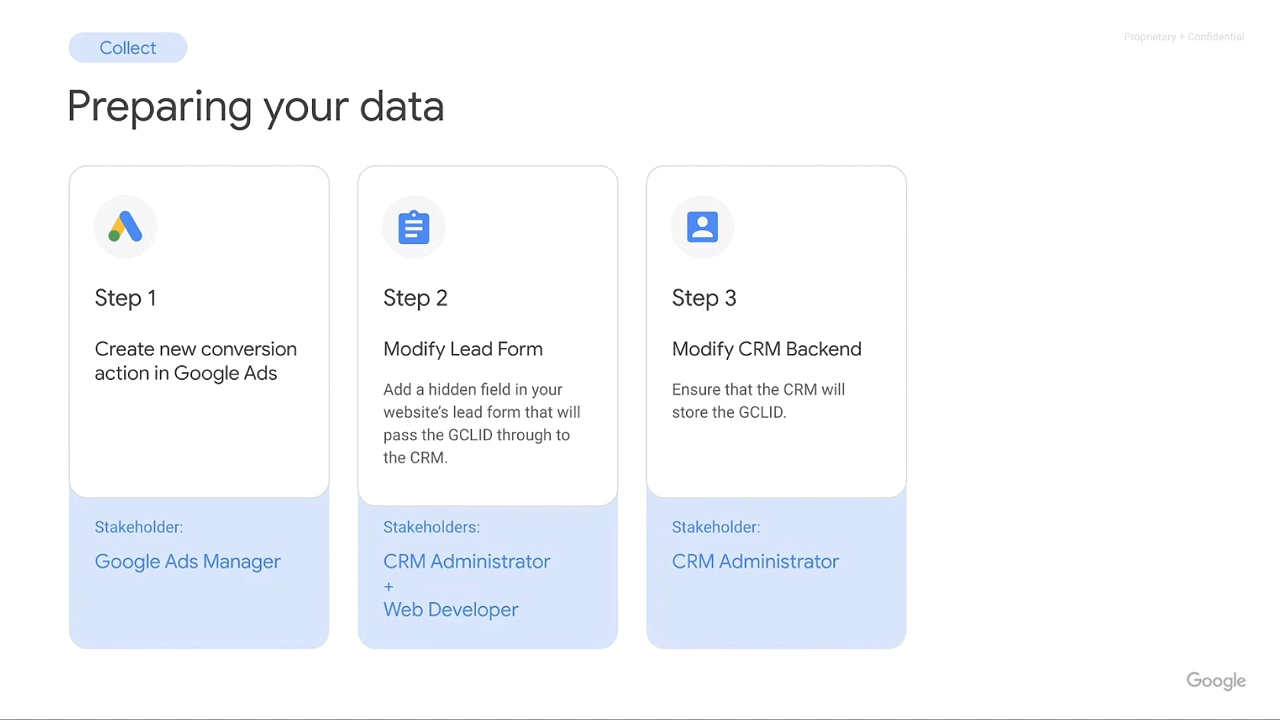 Collect
Proprietary + Confidential
Preparing your data
Step 1
Create new conversion
action in Google Ads
Stakeholder:
Google Ads Manager
Step 2
Modify Lead Form
Add a hidden field in your
website's lead form that will
pass the GCLID through to
the CRM.
Stakeholders:
CRM Administrator
+
Web Developer
Step 3
Modify CRM Backend
Ensure that the CRM will
store the GCLID.
Stakeholder:
CRM Administrator
Google